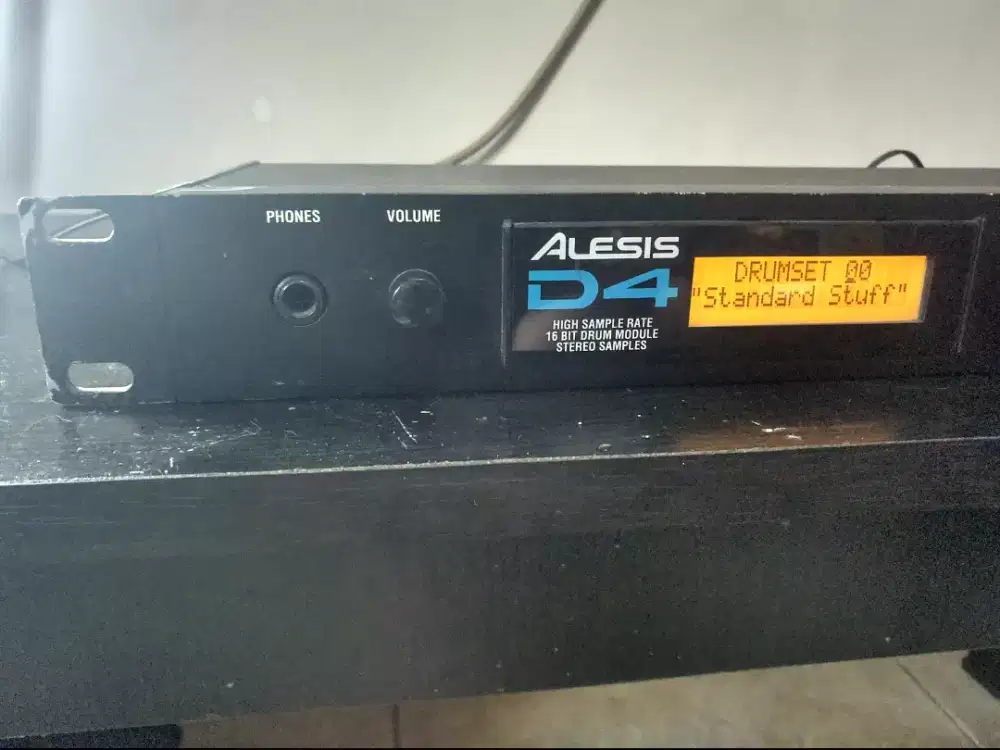 PHONES
VOLUME
ALESIS
D4
HIGH SAMPLE RATE
16 BIT DRUM MODULE
STEREO SAMPLES
DRUMSET 00
"Standard Stuff"